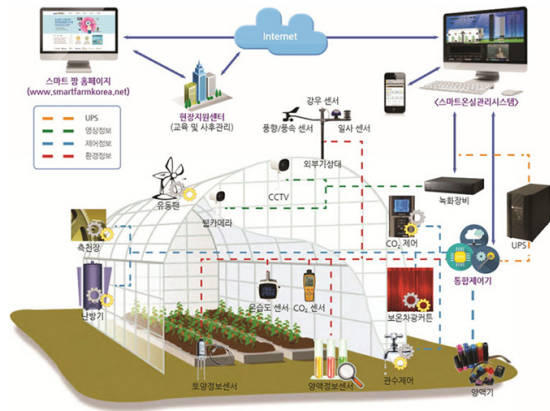 Internet
스마트 팜 홈페이지
(www.smartfarmkorea.net)
현장지원센터
(교육 및 사후관리)
<스마트온실관리시스템>
UPS
영상정보
제어정보
환경정보
강우 센서
풍향/풍속 센서
일사 센서
외부기상대
CCTV
유동팬
웹카메라
녹화장비
측천장
CO₂ 제어
UPS
통합제어기
난방기
온습도 센서
CO₂ 센서
보온차광커튼
토양정보센서
양액정보센서
관수제어
양액기